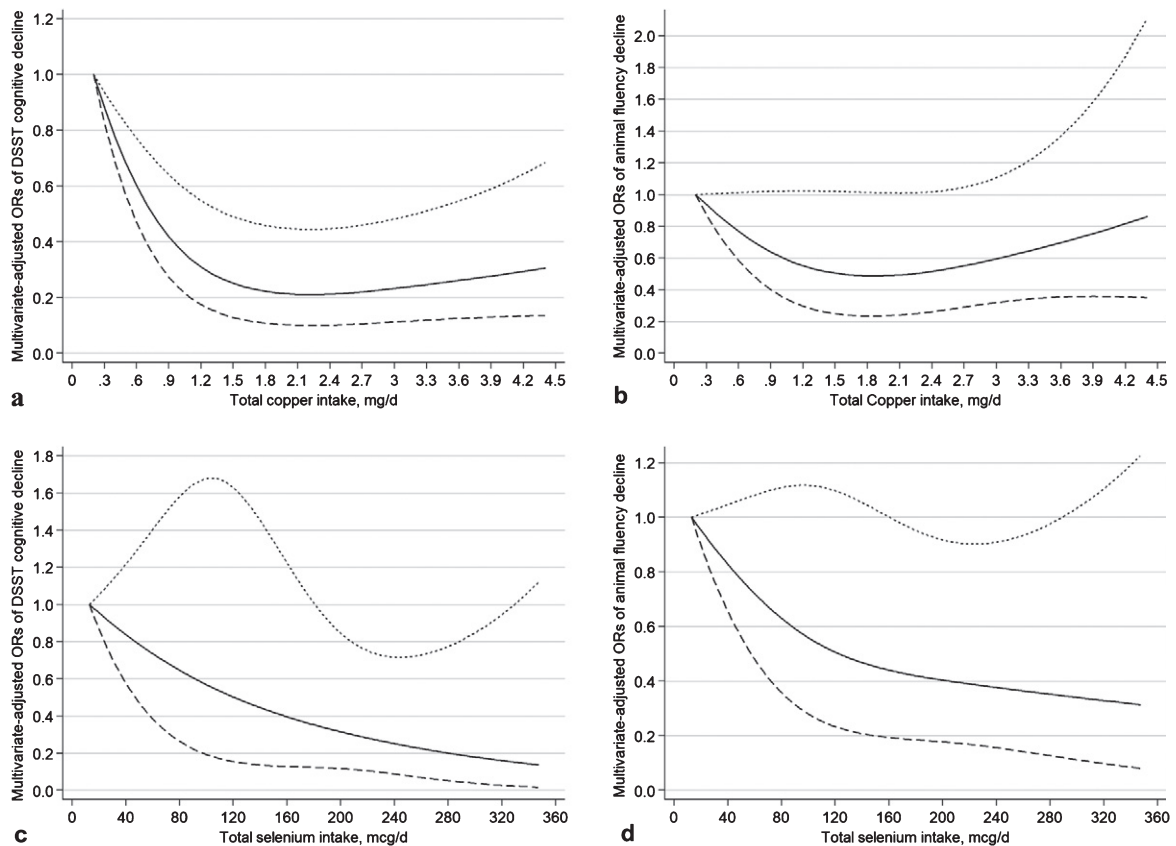 Multivariate-adjusted ORs of DSST cognitive decline
1.2
1.0
0.8
0.6
0.4
0.2
0.0
0 .3 .6 .9 1.2 1.5 1.8 2.1 2.4 2.7 3 3.3 3.6 3.9 4.2 4.5
Total copper intake, mg/d
a
Multivariate-adjusted ORs of animal fluency decline
2.0
1.8
1.6
1.4
1.2
1.0
0.8
0.6
0.4
0.2
0.0
0 .3 .6 .9 1.2 1.5 1.8 2.1 2.4 2.7 3 3.3 3.6 3.9 4.2 4.5
Total Copper intake, mg/d
b
Multivariate-adjusted ORs of DSST cognitive decline
1.8
1.6
1.4
1.2
1.0
0.8
0.6
0.4
0.2
0.0
0 40 80 120 160 200 240 280 320 360
Total selenium intake, mcg/d
c
Multivariate-adjusted ORs of animal fluency decline
1.2
1.0
0.8
0.6
0.4
0.2
0.0
0 40 80 120 160 200 240 280 320 360
Total selenium intake, mcg/d
d